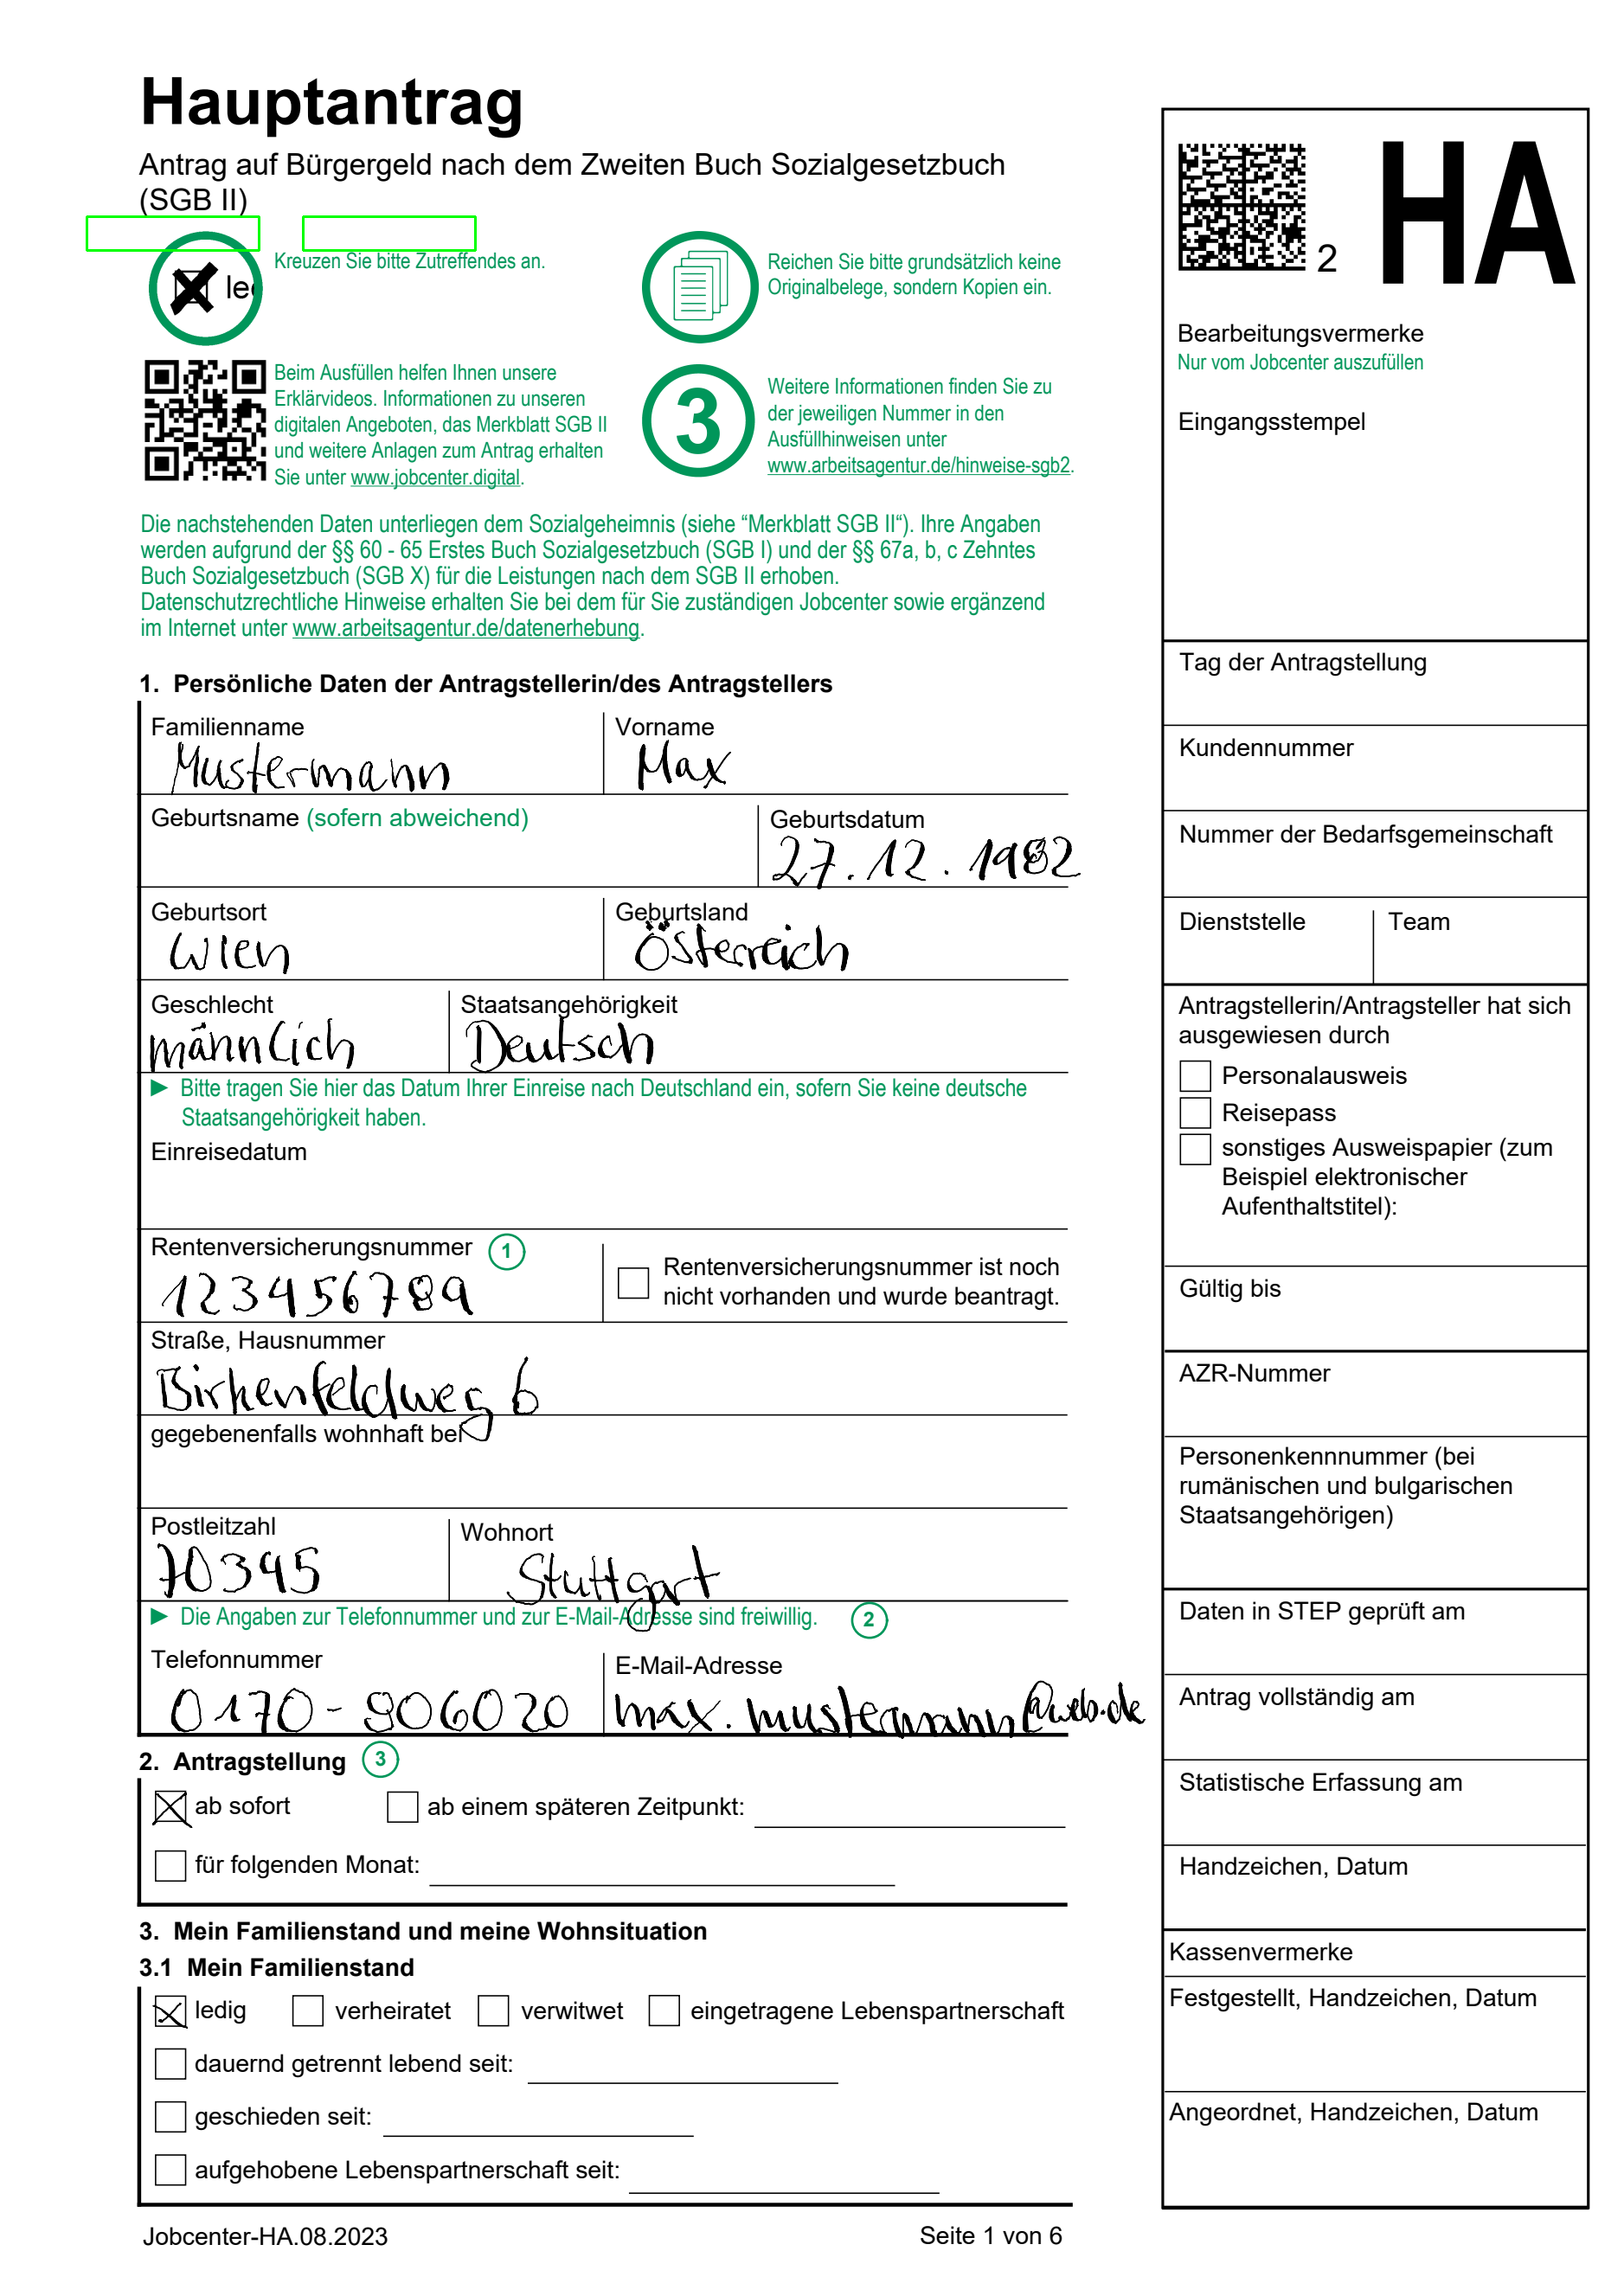 Hauptantrag
Antrag auf Bürgergeld nach dem Zweiten Buch Sozialgesetzbuch
(SGB II)
led
Kreuzen Sie bitte Zutreffendes an.
Reichen Sie bitte grundsätzlich keine
Originalbelege, sondern Kopien ein.
Beim Ausfüllen helfen Ihnen unsere
Erklärvideos. Informationen zu unseren
digitalen Angeboten, das Merkblatt SGB II
und weitere Anlagen zum Antrag erhalten
Sie unter www.jobcenter.digital.
3
Weitere Informationen finden Sie zu
der jeweiligen Nummer in den
Ausfüllhinweisen unter
www.arbeitsagentur.de/hinweise-sgb2.
Die nachstehenden Daten unterliegen dem Sozialgeheimnis (siehe “Merkblatt SGB II“). Ihre Angaben
werden aufgrund der §§ 60 - 65 Erstes Buch Sozialgesetzbuch (SGB I) und der §§ 67a, b, c Zehntes
Buch Sozialgesetzbuch (SGB X) für die Leistungen nach dem SGB II erhoben.
Datenschutzrechtliche Hinweise erhalten Sie bei dem für Sie zuständigen Jobcenter sowie ergänzend
im Internet unter www.arbeitsagentur.de/datenerhebung.
1. Persönliche Daten der Antragstellerin/des Antragstellers
Familienname Vorname
Mustermann Max
Geburtsname (sofern abweichend) Geburtsdatum
27.12.1982
Geburtsort Geburtsland
Wien Österreich
Geschlecht Staatsangehörigkeit
männlich Deutsch
► Bitte tragen Sie hier das Datum Ihrer Einreise nach Deutschland ein, sofern Sie keine deutsche
Staatsangehörigkeit haben.
Einreisedatum
Rentenversicherungsnummer 1
123456789
Rentenversicherungsnummer ist noch
nicht vorhanden und wurde beantragt.
Straße, Hausnummer
Birkenfeldweg 6
gegebenenfalls wohnhaft bei
Postleitzahl Wohnort
70345 Stuttgart
► Die Angaben zur Telefonnummer und zur E-Mail-Adresse sind freiwillig. 2
Telefonnummer E-Mail-Adresse
0170-906020 max.mustermann@web.de
2. Antragstellung 3
ab sofort ab einem späteren Zeitpunkt:
für folgenden Monat:
3. Mein Familienstand und meine Wohnsituation
3.1 Mein Familienstand
ledig verheiratet verwitwet eingetragene Lebenspartnerschaft
dauernd getrennt lebend seit:
geschieden seit:
aufgehobene Lebenspartnerschaft seit:
Jobcenter-HA.08.2023 Seite 1 von 6
2 HA
Bearbeitungsvermerke
Nur vom Jobcenter auszufüllen
Eingangsstempel
Tag der Antragstellung
Kundennummer
Nummer der Bedarfsgemeinschaft
Dienststelle Team
Antragstellerin/Antragsteller hat sich
ausgewiesen durch
Personalausweis
Reisepass
sonstiges Ausweispapier (zum
Beispiel elektronischer
Aufenthaltstitel):
Gültig bis
AZR-Nummer
Personenkennnummer (bei
rumänischen und bulgarischen
Staatsangehörigen)
Daten in STEP geprüft am
Antrag vollständig am
Statistische Erfassung am
Handzeichen, Datum
Kassenvermerke
Festgestellt, Handzeichen, Datum
Angeordnet, Handzeichen, Datum